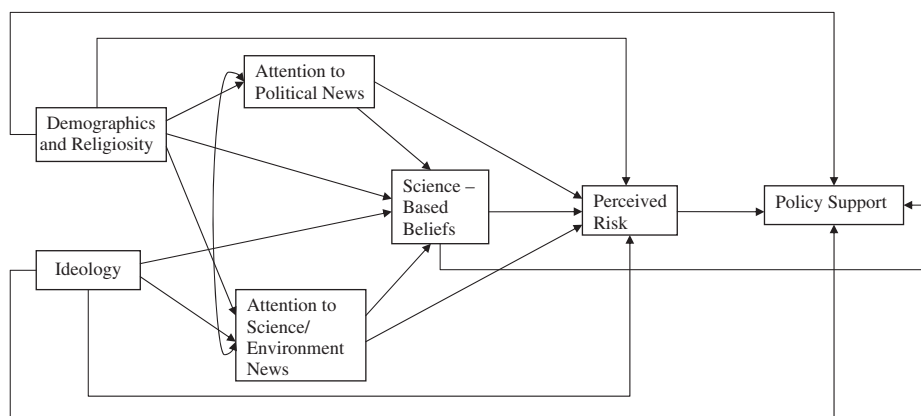 Attention to
Political News
Demographics
and Religiosity
Science –
Based
Beliefs
Perceived
Risk
Policy Support
Ideology
Attention to
Science/
Environment
News